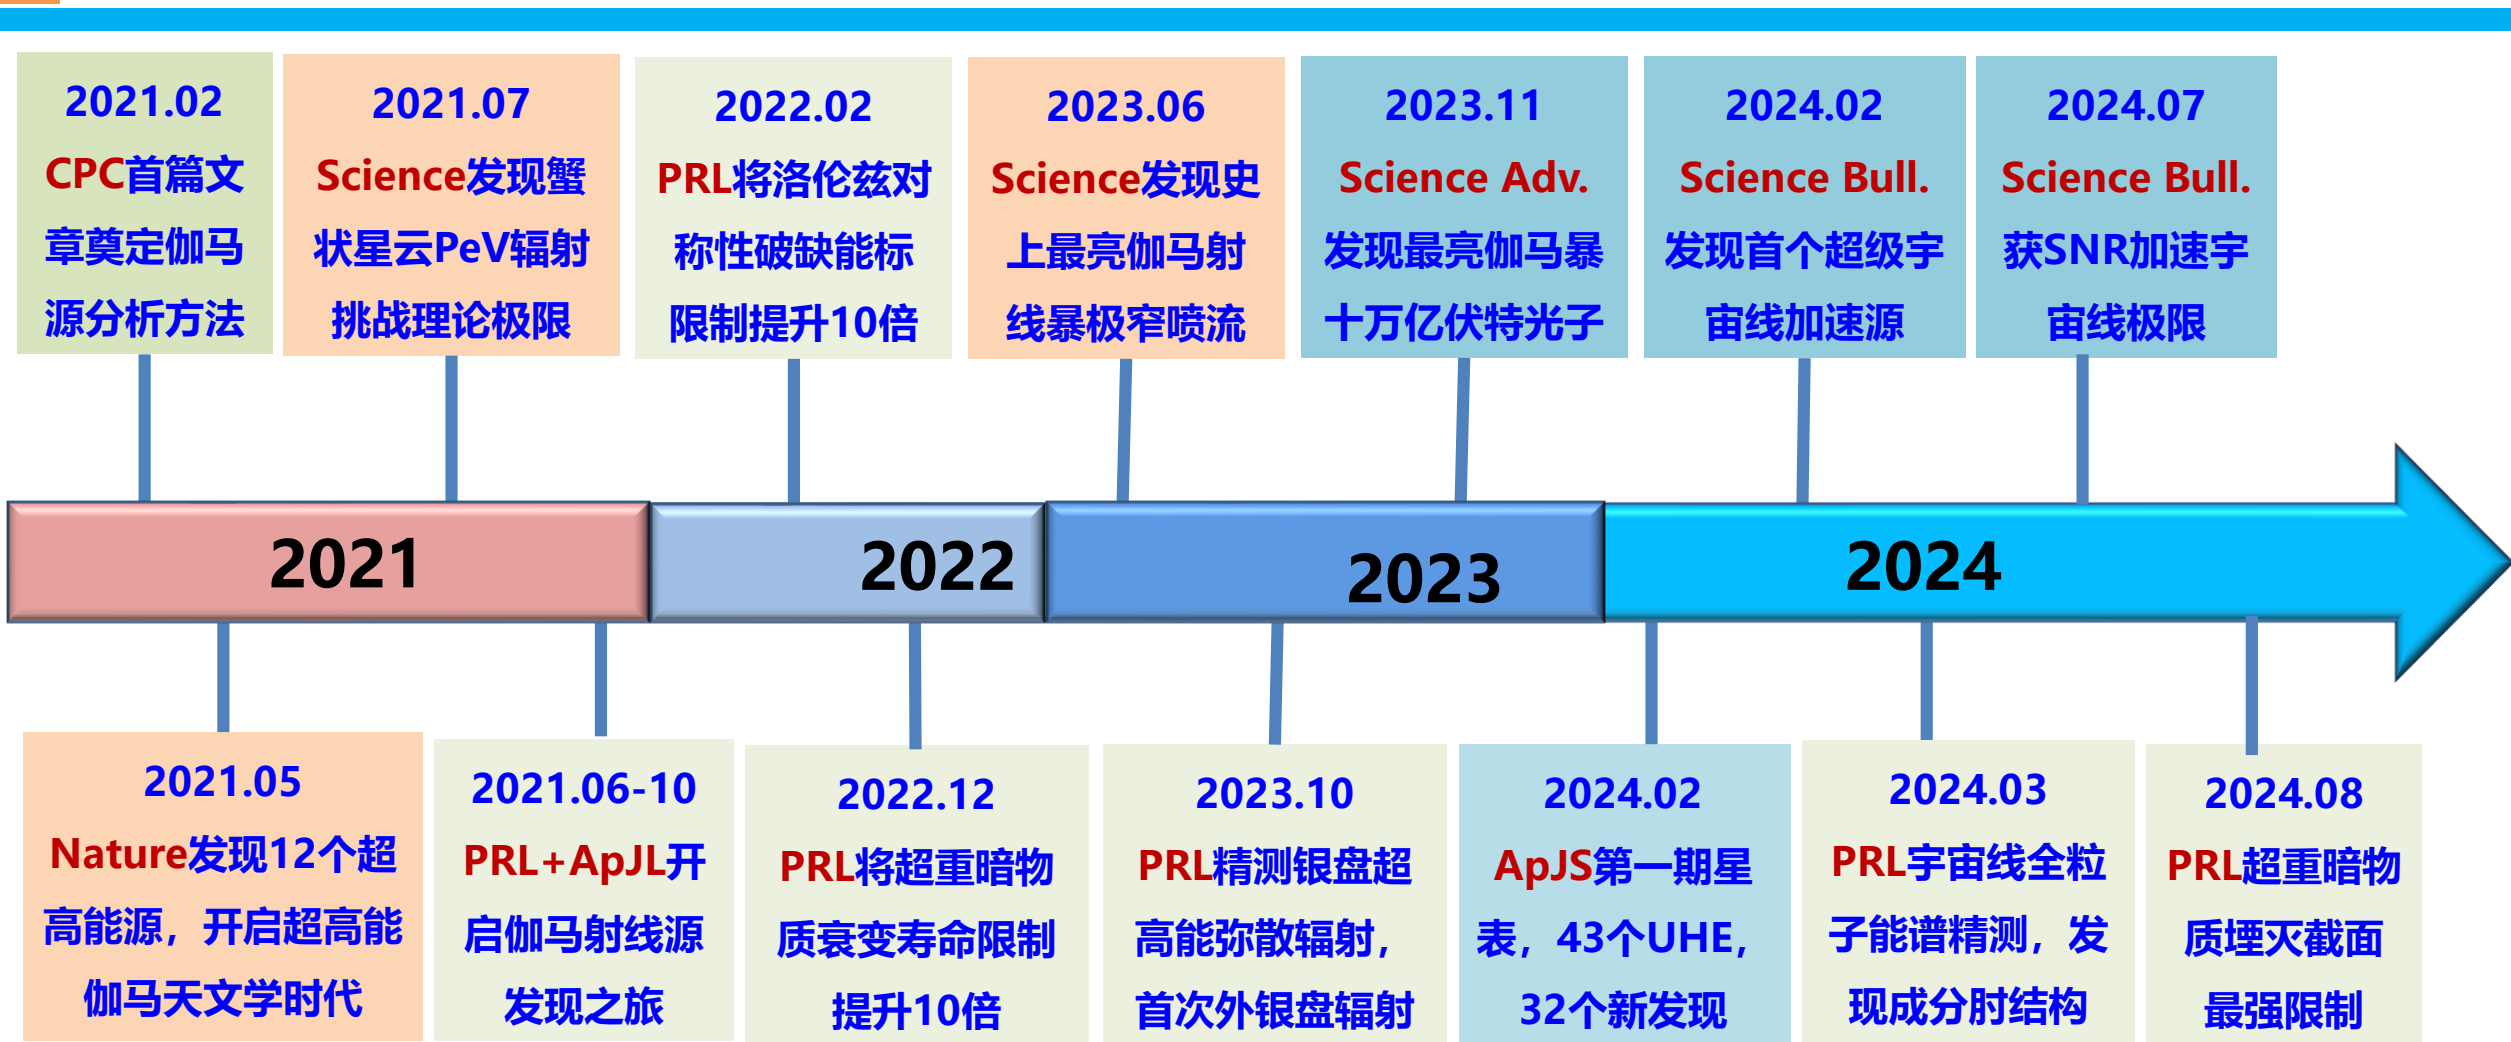 2021.02
CPC首篇文
章奠定伽马
源分析方法
2021.07
Science发现蟹
状星云PeV辐射
挑战理论极限
2022.02
PRL将洛伦兹对
称性破缺能标
限制提升10倍
2023.06
Science发现史
上最亮伽马射
线暴极窄喷流
2023.11
Science Adv.
发现最亮伽马暴
十万亿伏特光子
2024.02
Science Bull.
发现首个超级宇
宙线加速源
2024.07
Science Bull.
获SNR加速宇
宙线极限
2021
2022
2023
2024
2021.05
Nature发现12个超
高能源，开启超高能
伽马天文学时代
2021.06-10
PRL+ApJL开
启伽马射线源
发现之旅
2022.12
PRL将超重暗物
质衰变寿命限制
提升10倍
2023.10
PRL精测银盘超
高能弥散辐射，
首次外银盘辐射
2024.02
ApJS第一期星
表，43个UHE，
32个新发现
2024.03
PRL宇宙线全粒
子能谱精测，发
现成分肘结构
2024.08
PRL超重暗物
质堙灭截面
最强限制